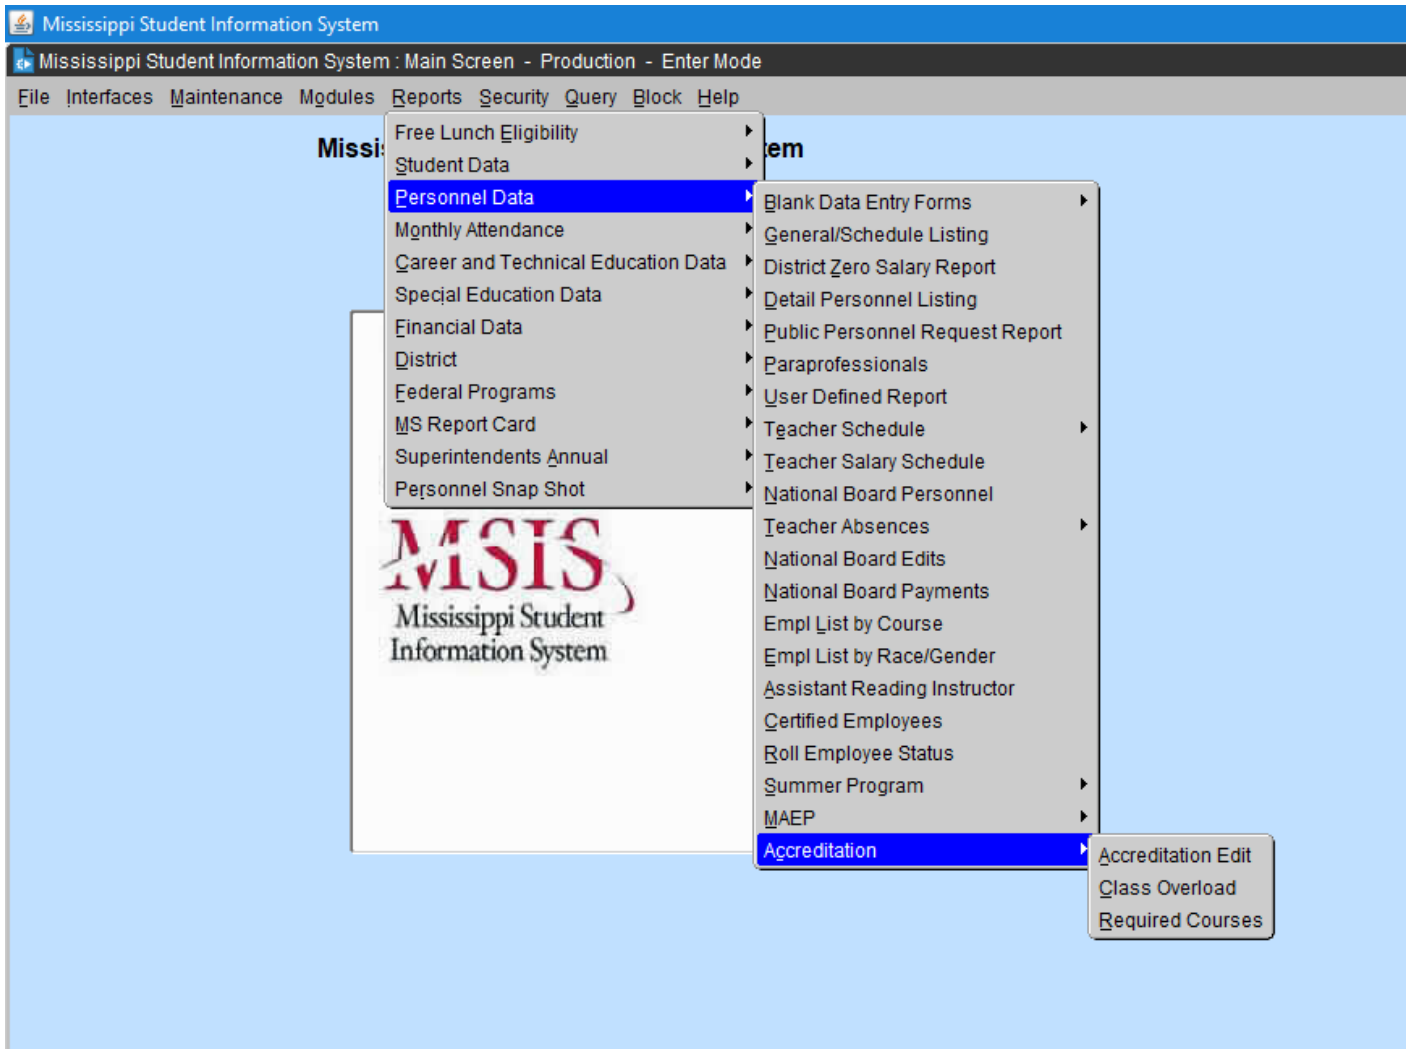 Mississippi Student Information System
Mississippi Student Information System : Main Screen - Production - Enter Mode
File Interfaces Maintenance Modules Reports Security Query Block Help
Missi
tem
Free Lunch Eligibility
Student Data
Personnel Data
Monthly Attendance
Career and Technical Education Data
Special Education Data
Financial Data
District
Federal Programs
MS Report Card
Superintendents Annual
Personnel Snap Shot
Blank Data Entry Forms
General/Schedule Listing
District Zero Salary Report
Detail Personnel Listing
Public Personnel Request Report
Paraprofessionals
User Defined Report
Teacher Schedule
Teacher Salary Schedule
National Board Personnel
Teacher Absences
National Board Edits
National Board Payments
Empl List by Course
Empl List by Race/Gender
Assistant Reading Instructor
Certified Employees
Roll Employee Status
Summer Program
MAEP
Accreditation
Accreditation Edit
Class Overload
Required Courses
MSIS
Mississippi Student
Information System